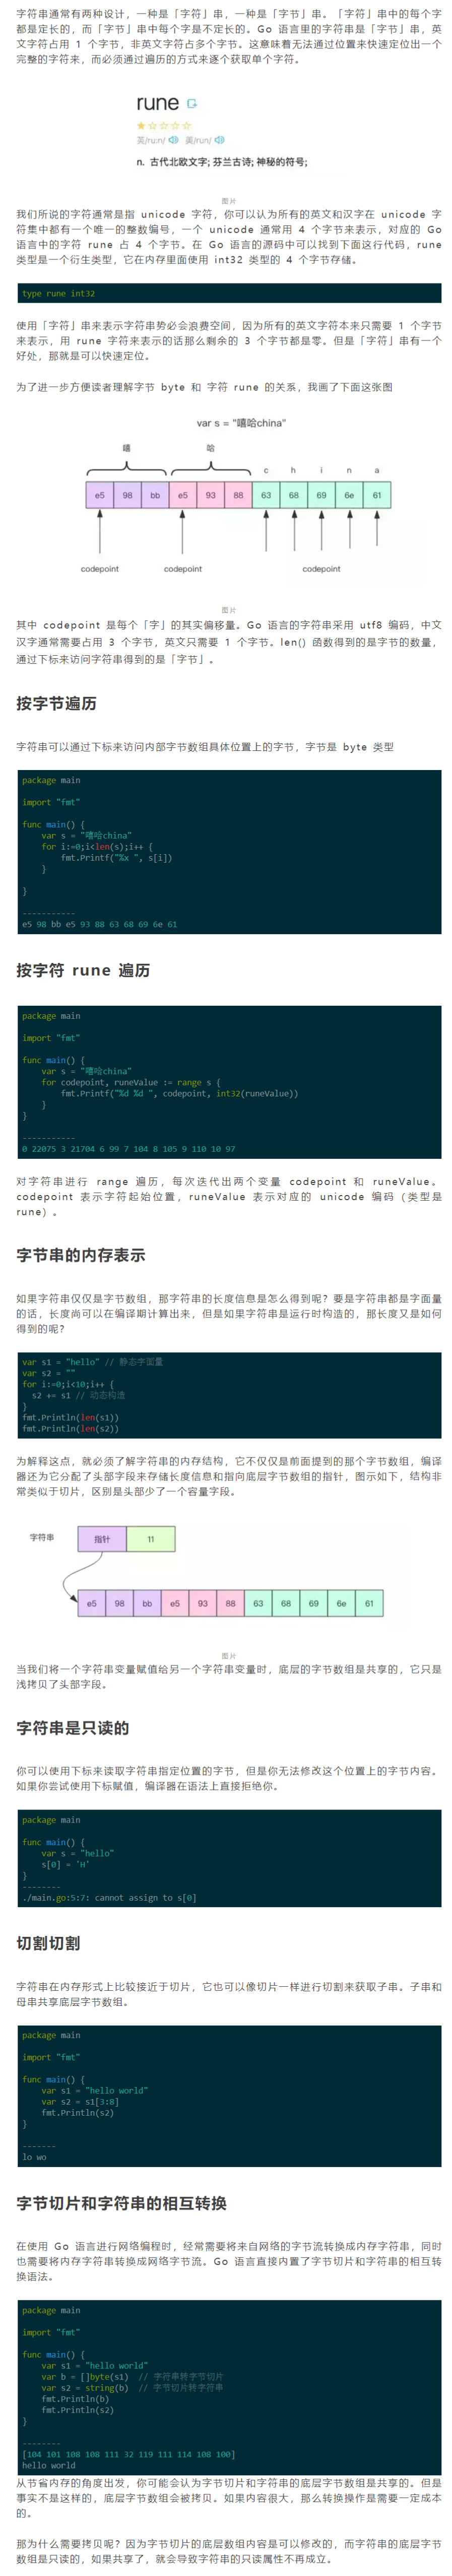 字符串通常有两种设计，一种是「字符」串，一种是「字节」串。「字符」串中的每个字
都是定长的，而「字节」串中每个字是不定长的。Go 语言里的字符串是「字节」串，英
文字符占用 1 个字节，非英文字符占多个字节。这意味着无法通过位置来快速定位出一个
完整的字符来，而必须通过遍历的方式来逐个获取单个字符。
rune
英/ruːn/ 美/run/
n. 古代北欧文字; 芬兰古诗; 神秘的符号;
图片
我们所说的字符通常是指 unicode 字符，你可以认为所有的英文和汉字在 unicode 字
符集中都有一个唯一的整数编号，一个 unicode 通常用 4 个字节来表示，对应的 Go
语言中的字符 rune 占 4 个字节。在 Go 语言的源码中可以找到下面这行代码，rune
类型是一个衍生类型，它在内存里面使用 int32 类型的 4 个字节存储。
type rune int32
使用「字符」串来表示字符串势必会浪费空间，因为所有的英文字符本来只需要 1 个字节
来表示，用 rune 字符来表示的话那么剩余的 3 个字节都是零。但是「字符」串有一个
好处，那就是可以快速定位。
为了进一步方便读者理解字节 byte 和 字符 rune 的关系，我画了下面这张图
var s = "嘻哈china"
嘻 哈 c h i n a
e5 98 bb e5 93 88 63 68 69 6e 61
codepoint codepoint codepoint
图片
其中 codepoint 是每个「字」的其实偏移量。Go 语言的字符串采用 utf8 编码，中文
汉字通常需要占用 3 个字节，英文只需要 1 个字节。len() 函数得到的是字节的数量，
通过下标来访问字符串得到的是「字节」。
按字节遍历
字符串可以通过下标来访问内部字节数组具体位置上的字节，字节是 byte 类型
package main
import "fmt"
func main() {
var s = "嘻哈china"
for i:=0;i<len(s);i++ {
fmt.Printf("%x ", s[i])
}
}
-----------
e5 98 bb e5 93 88 63 68 69 6e 61
按字符 rune 遍历
package main
import "fmt"
func main() {
var s = "嘻哈china"
for codepoint, runeValue := range s {
fmt.Printf("%d %d ", codepoint, int32(runeValue))
}
}
-----------
0 22075 3 21704 6 99 7 104 8 105 9 110 10 97
对字符串进行 range 遍历，每次迭代出两个变量 codepoint 和 runeValue。
codepoint 表示字符起始位置，runeValue 表示对应的 unicode 编码（类型是
rune）。
字节串的内存表示
如果字符串仅仅是字节数组，那字符串的长度信息是怎么得到呢？要是字符串都是字面量
的话，长度尚可以在编译期计算出来，但是如果字符串是运行时构造的，那长度又是如何
得到的呢？
var s1 = "hello" // 静态字面量
var s2 = ""
for i:=0;i<10;i++ {
s2 += s1 // 动态构造
}
fmt.Println(len(s1))
fmt.Println(len(s2))
为解释这点，就必须了解字符串的内存结构，它不仅仅是前面提到的那个字节数组，编译
器还为它分配了头部字段来存储长度信息和指向底层字节数组的指针，图示如下，结构非
常类似于切片，区别是头部少了一个容量字段。
字符串 指针 11
e5 98 bb e5 93 88 63 68 69 6e 61
图片
当我们将一个字符串变量赋值给另一个字符串变量时，底层的字节数组是共享的，它只是
浅拷贝了头部字段。
字符串是只读的
你可以使用下标来读取字符串指定位置的字节，但是你无法修改这个位置上的字节内容。
如果你尝试使用下标赋值，编译器在语法上直接拒绝你。
package main
func main() {
var s = "hello"
s[0] = 'H'
}
--------
./main.go:5:7: cannot assign to s[0]
切割切割
字符串在内存形式上比较接近于切片，它也可以像切片一样进行切割来获取子串。子串和
母串共享底层字节数组。
package main
import "fmt"
func main() {
var s1 = "hello world"
var s2 = s1[3:8]
fmt.Println(s2)
}
-------
lo wo
字节切片和字符串的相互转换
在使用 Go 语言进行网络编程时，经常需要将来自网络的字节流转换成内存字符串，同时
也需要将内存字符串转换成网络字节流。Go 语言直接内置了字节切片和字符串的相互转
换语法。
package main
import "fmt"
func main() {
var s1 = "hello world"
var b = []byte(s1) // 字符串转字节切片
var s2 = string(b) // 字节切片转字符串
fmt.Println(b)
fmt.Println(s2)
}
--------
[104 101 108 108 111 32 119 111 114 108 100]
hello world
从节省内存的角度出发，你可能会认为字节切片和字符串的底层字节数组是共享的。但是
事实不是这样的，底层字节数组会被拷贝。如果内容很大，那么转换操作是需要一定成本
的。
那为什么需要拷贝呢？因为字节切片的底层数组内容是可以修改的，而字符串的底层字节
数组是只读的，如果共享了，就会导致字符串的只读属性不再成立。